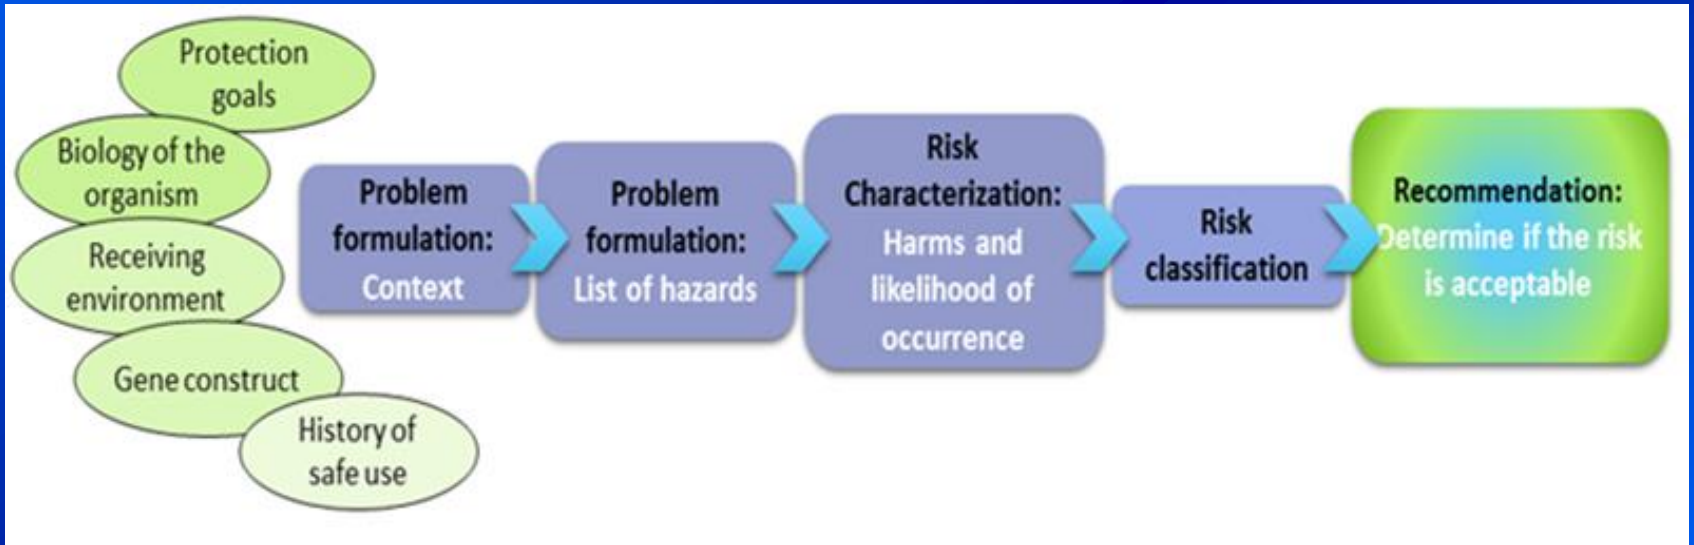 Protection
goals
Biology of the
organism
Receiving
environment
Gene construct
History of
safe use
Problem
formulation:
Context
Problem
formulation:
List of hazards
Risk
Characterization:
Harms and
likelihood of
occurrence
Risk
classification
Recommendation:
Determine if the risk
is acceptable